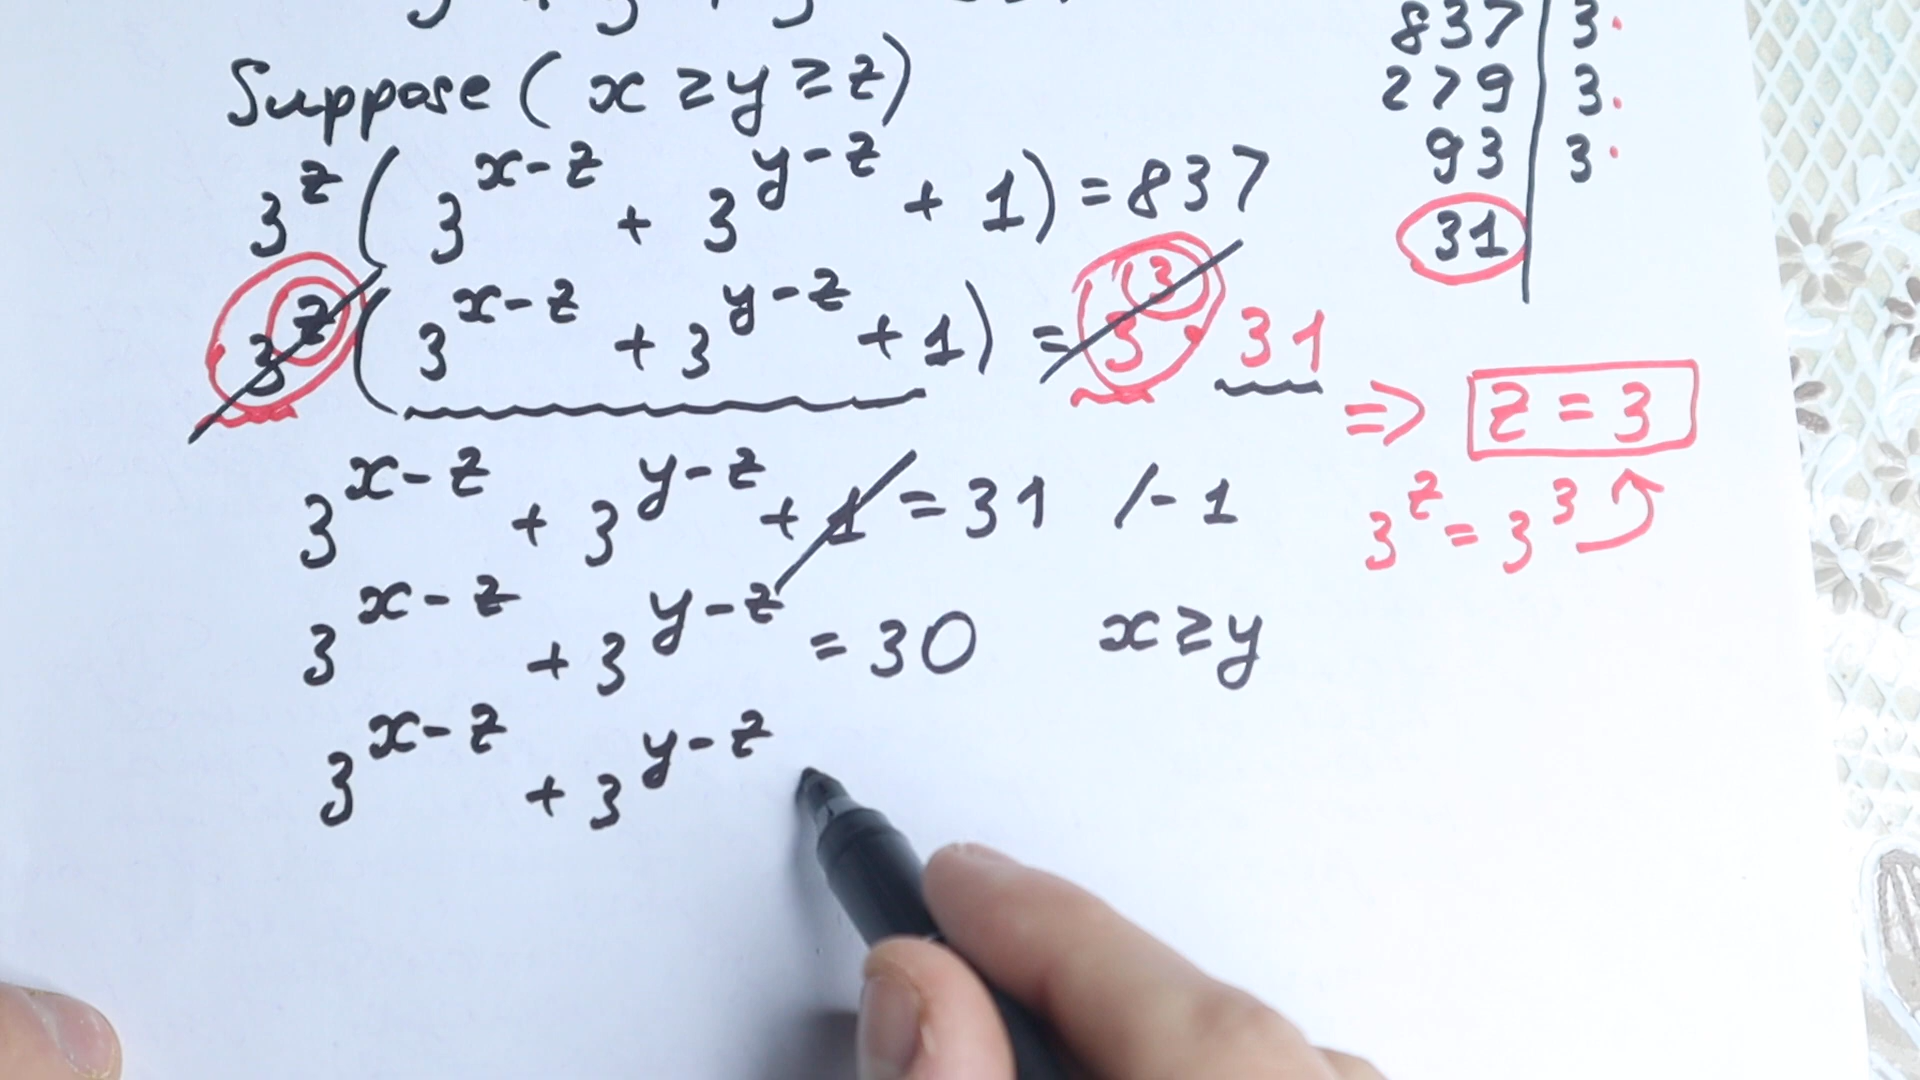 Suppose ( x ≥ y ≥ z )
3^z ( 3^(x-z) + 3^(y-z) + 1 ) = 837
3^z ( 3^(x-z) + 3^(y-z) + 1 ) = 3^3 · 31
⇒ z = 3
3^(x-z) + 3^(y-z) + 1 = 31 /- 1
3^z = 3^3
3^(x-z) + 3^(y-z) = 30 x ≥ y
3^(x-z) + 3^(y-z)
837 | 3 ·
279 | 3 ·
93 | 3 ·
31 |